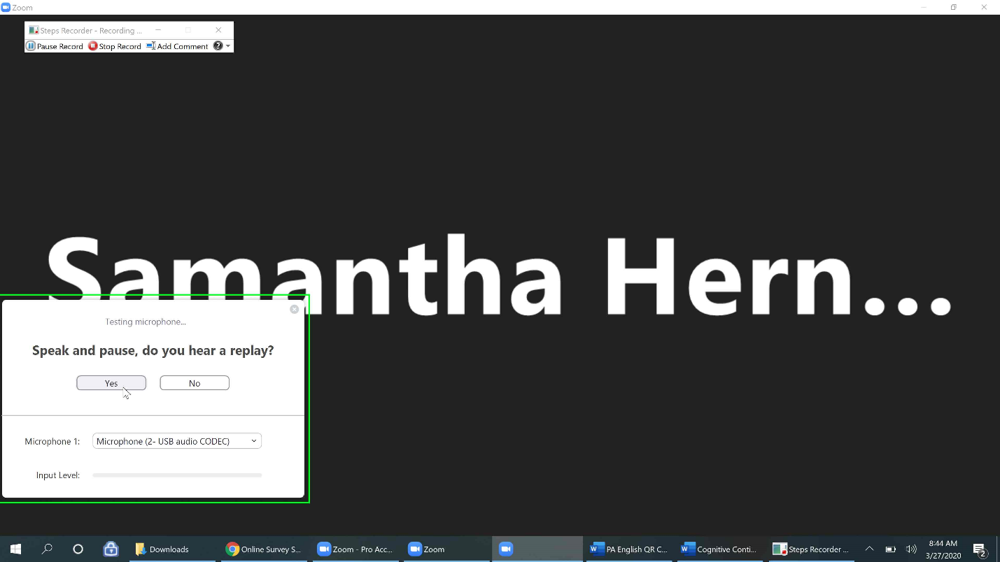 Zoom
Steps Recorder - Recording ...
Pause Record Stop Record Add Comment ?
Samantha Hern...
Testing microphone...
Speak and pause, do you hear a replay?
Yes No
Microphone 1: Microphone (2- USB audio CODEC)
Input Level:
Downloads Online Survey S... Zoom - Pro Acc... Zoom PA English QR C... Cognitive Conti... Steps Recorder ... 8:44 AM
3/27/2020 2